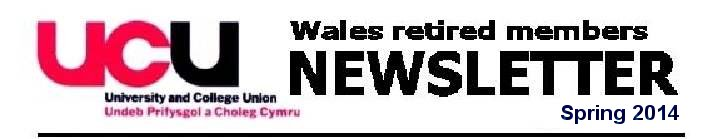 UCU
University and College Union
Undeb Prifysgol a Choleg Cymru
Wales retired members
NEWSLETTER
Spring 2014